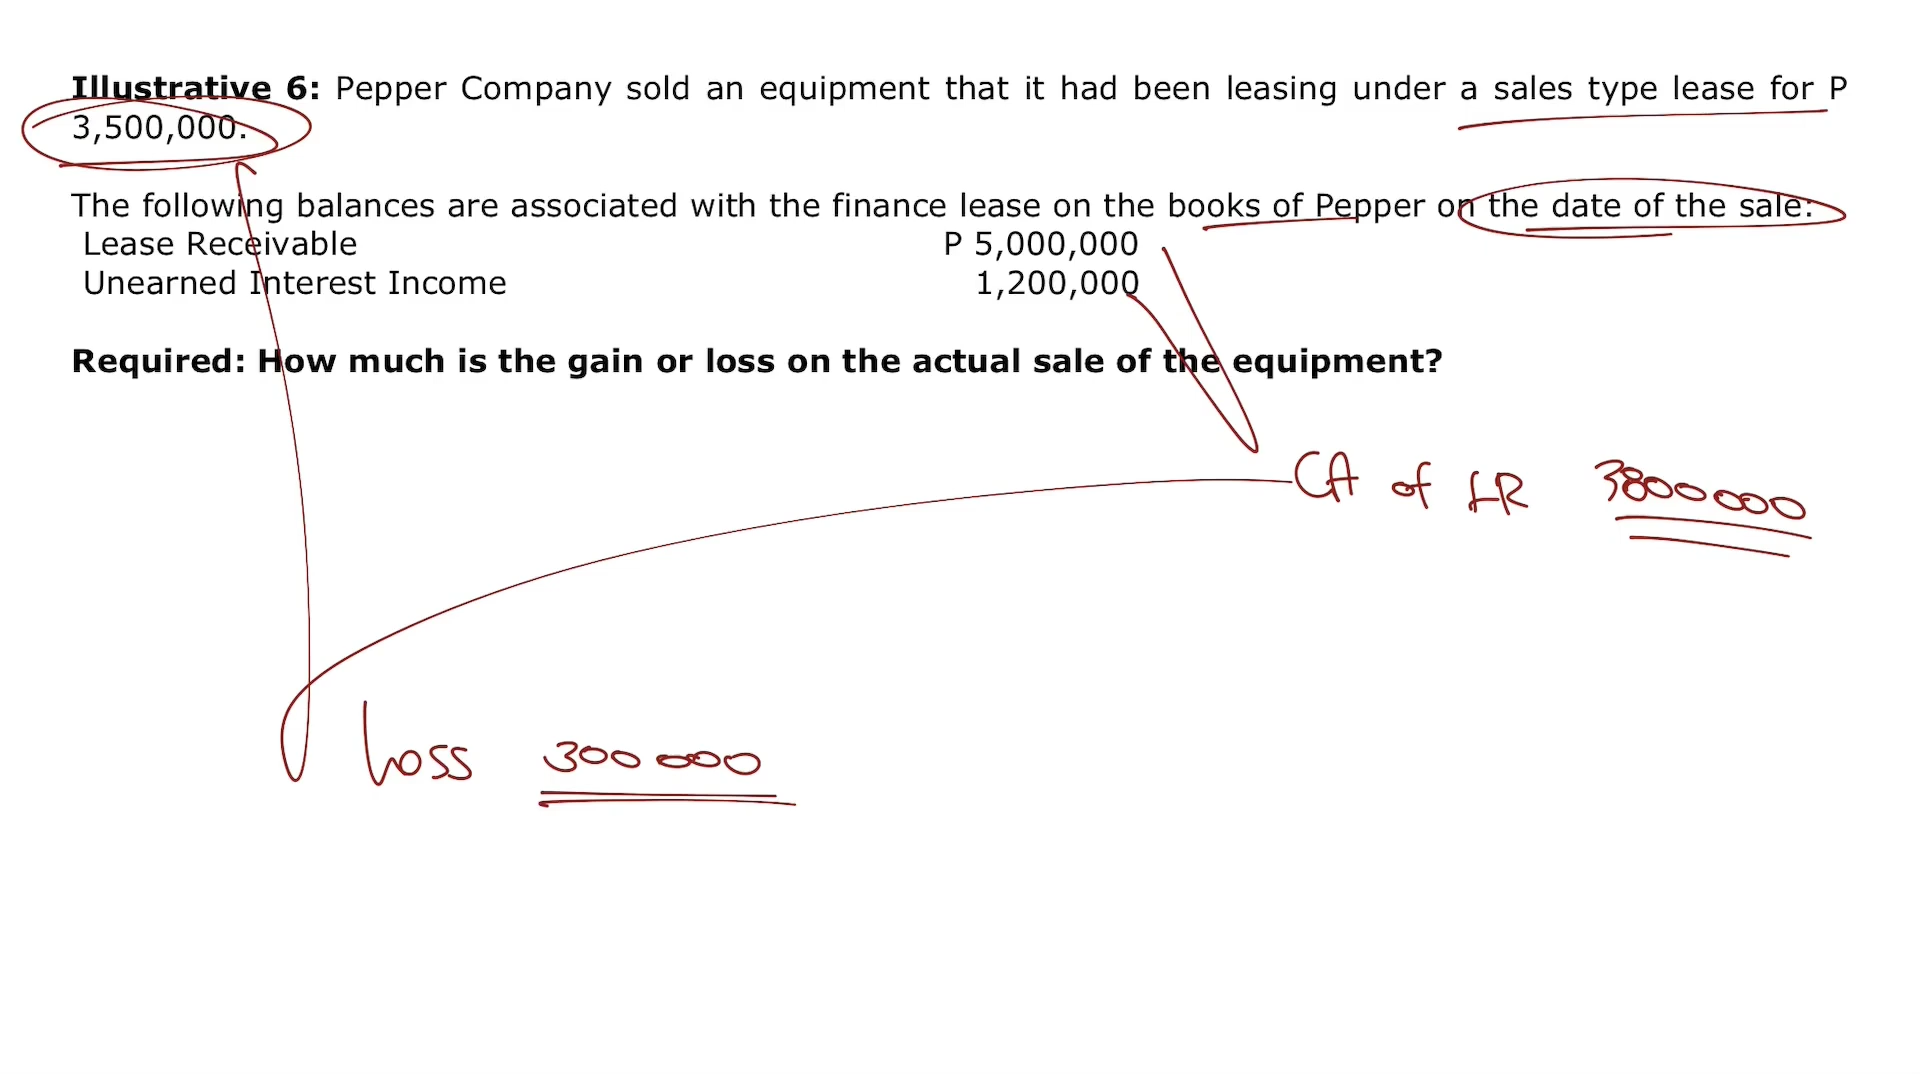 Illustrative 6: Pepper Company sold an equipment that it had been leasing under a sales type lease for P
3,500,000.
The following balances are associated with the finance lease on the books of Pepper on the date of the sale:
Lease Receivable P 5,000,000
Unearned Interest Income 1,200,000
Required: How much is the gain or loss on the actual sale of the equipment?
CA of LR 3800000
Loss 300000